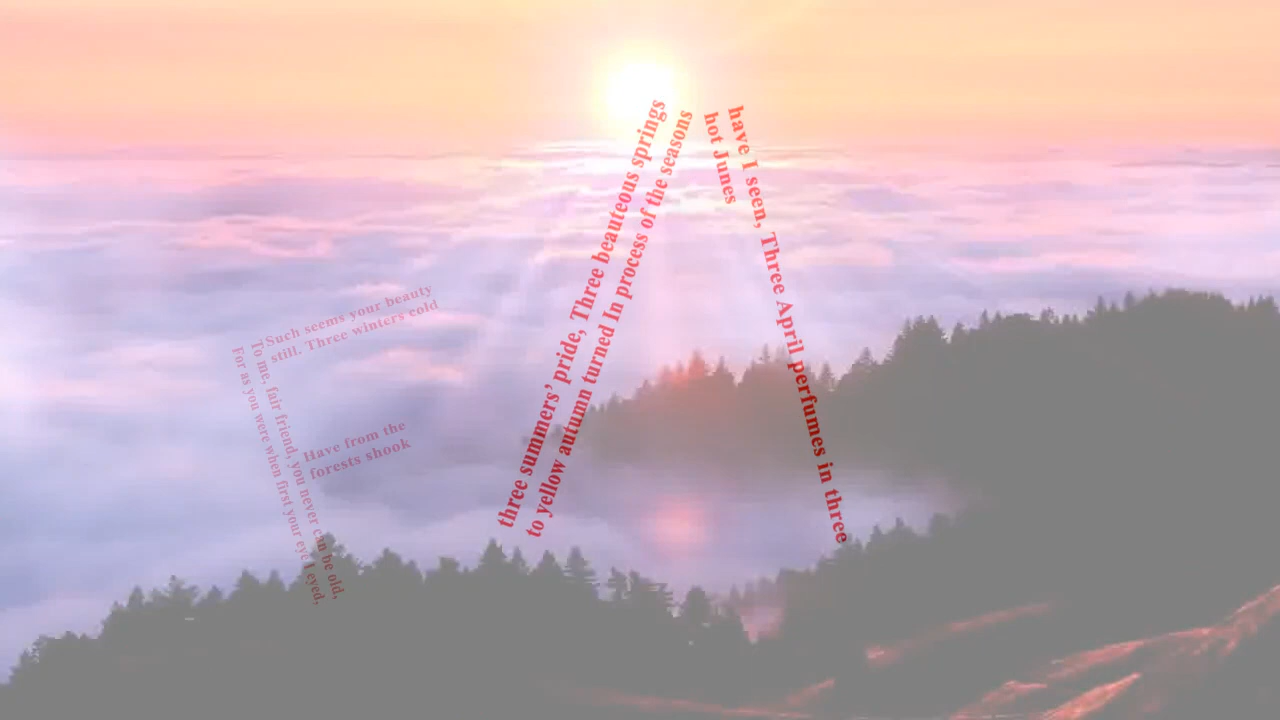 To me, fair friend, you never can be old,
For as you were when first your eye I eyed,
Such seems your beauty
still. Three winters cold
Have from the
forests shook
three summers’ pride, Three beauteous springs
to yellow autumn turned In process of the seasons
have I seen, Three April perfumes in three
hot Junes